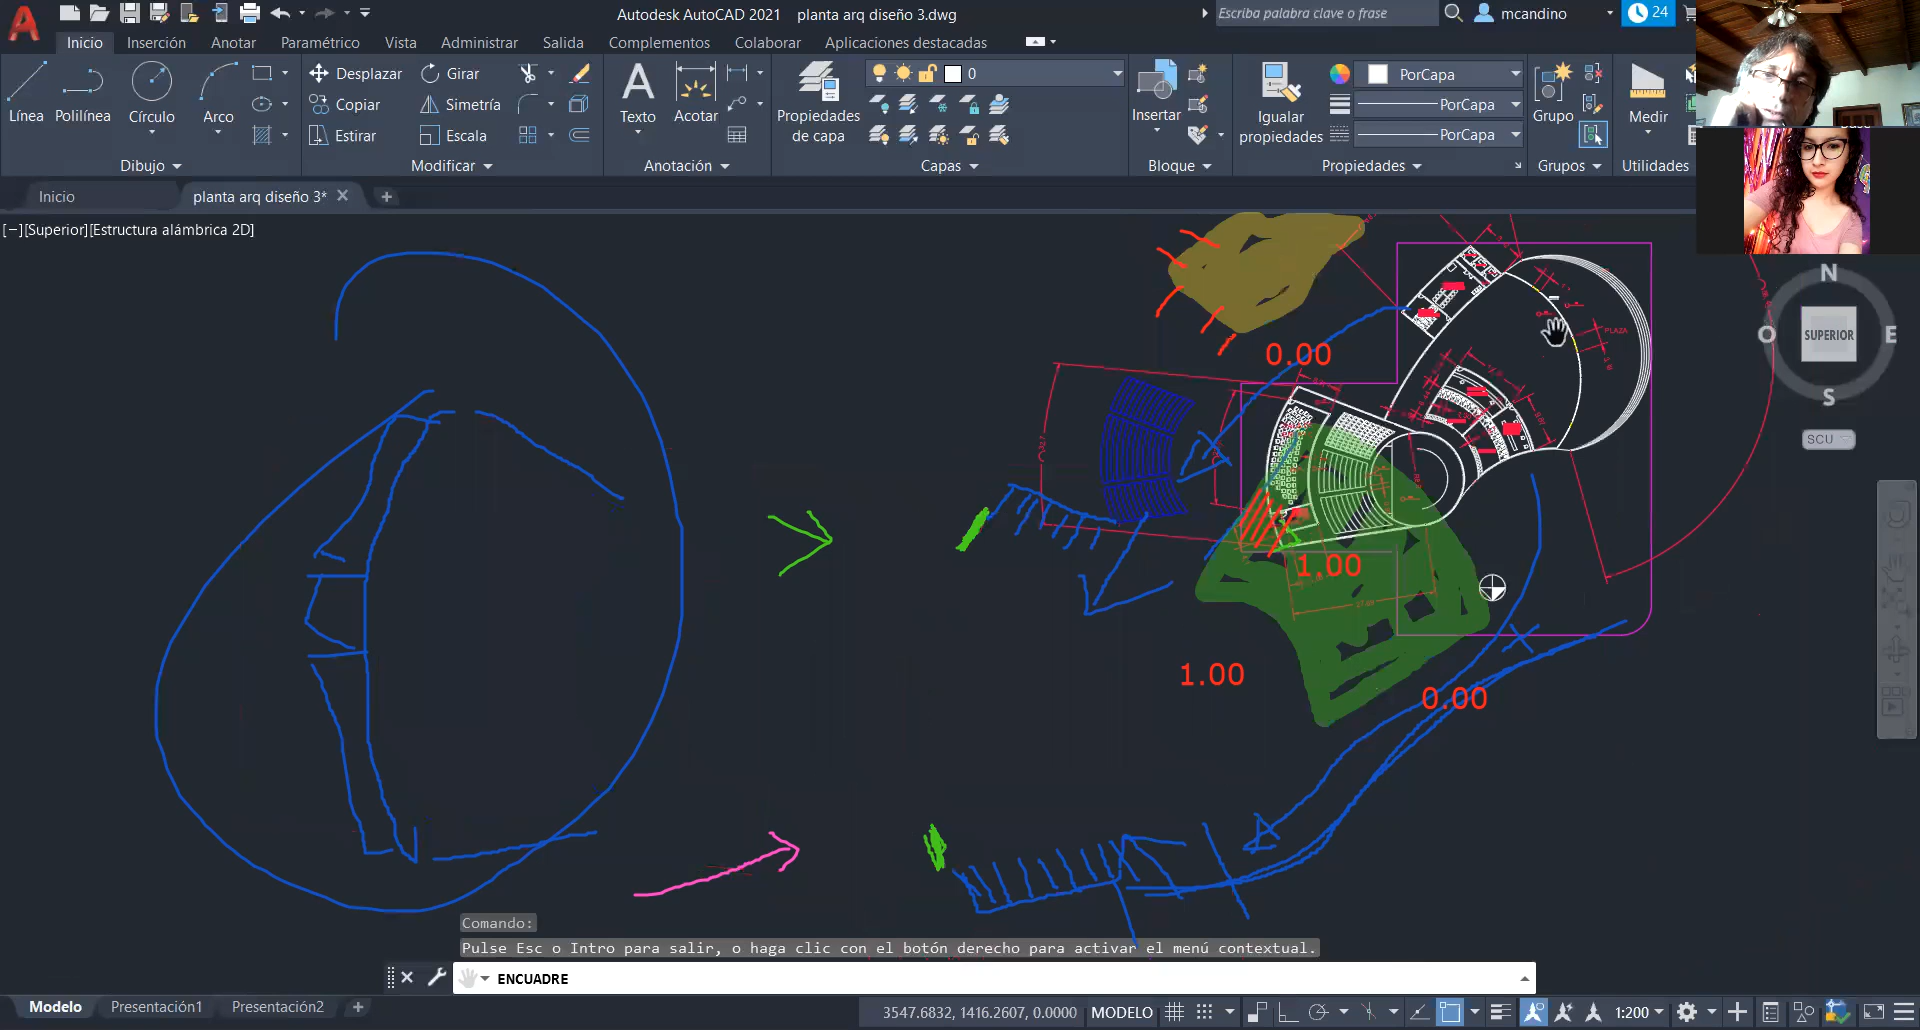 Autodesk AutoCAD 2021 planta arq diseño 3.dwg
Escriba palabra clave o frase
mcandino
24
Inicio Inserción Anotar Paramétrico Vista Administrar Salida Complementos Colaborar Aplicaciones destacadas
Línea Polilínea Círculo Arco
Desplazar Girar
Copiar Simetría
Estirar Escala
Texto Acotar
Propiedades de capa
0
Insertar
Igualar propiedades
PorCapa
PorCapa
PorCapa
Grupo
Medir
Dibujo Modificar Anotación Capas Bloque Propiedades Grupos Utilidades
Inicio planta arq diseño 3*
[−][Superior][Estructura alámbrica 2D]
N
O SUPERIOR E
S
SCU
PLAZA
0.00
1.00
1.00
0.00
Comando:
Pulse Esc o Intro para salir, o haga clic con el botón derecho para activar el menú contextual.
ENCUADRE
Modelo Presentación1 Presentación2
3547.6832, 1416.2607, 0.0000 MODELO 1:200